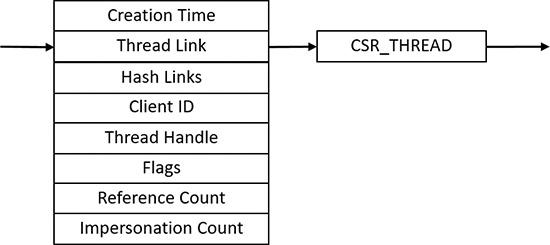 Creation Time
Thread Link
CSR_THREAD
Hash Links
Client ID
Thread Handle
Flags
Reference Count
Impersonation Count